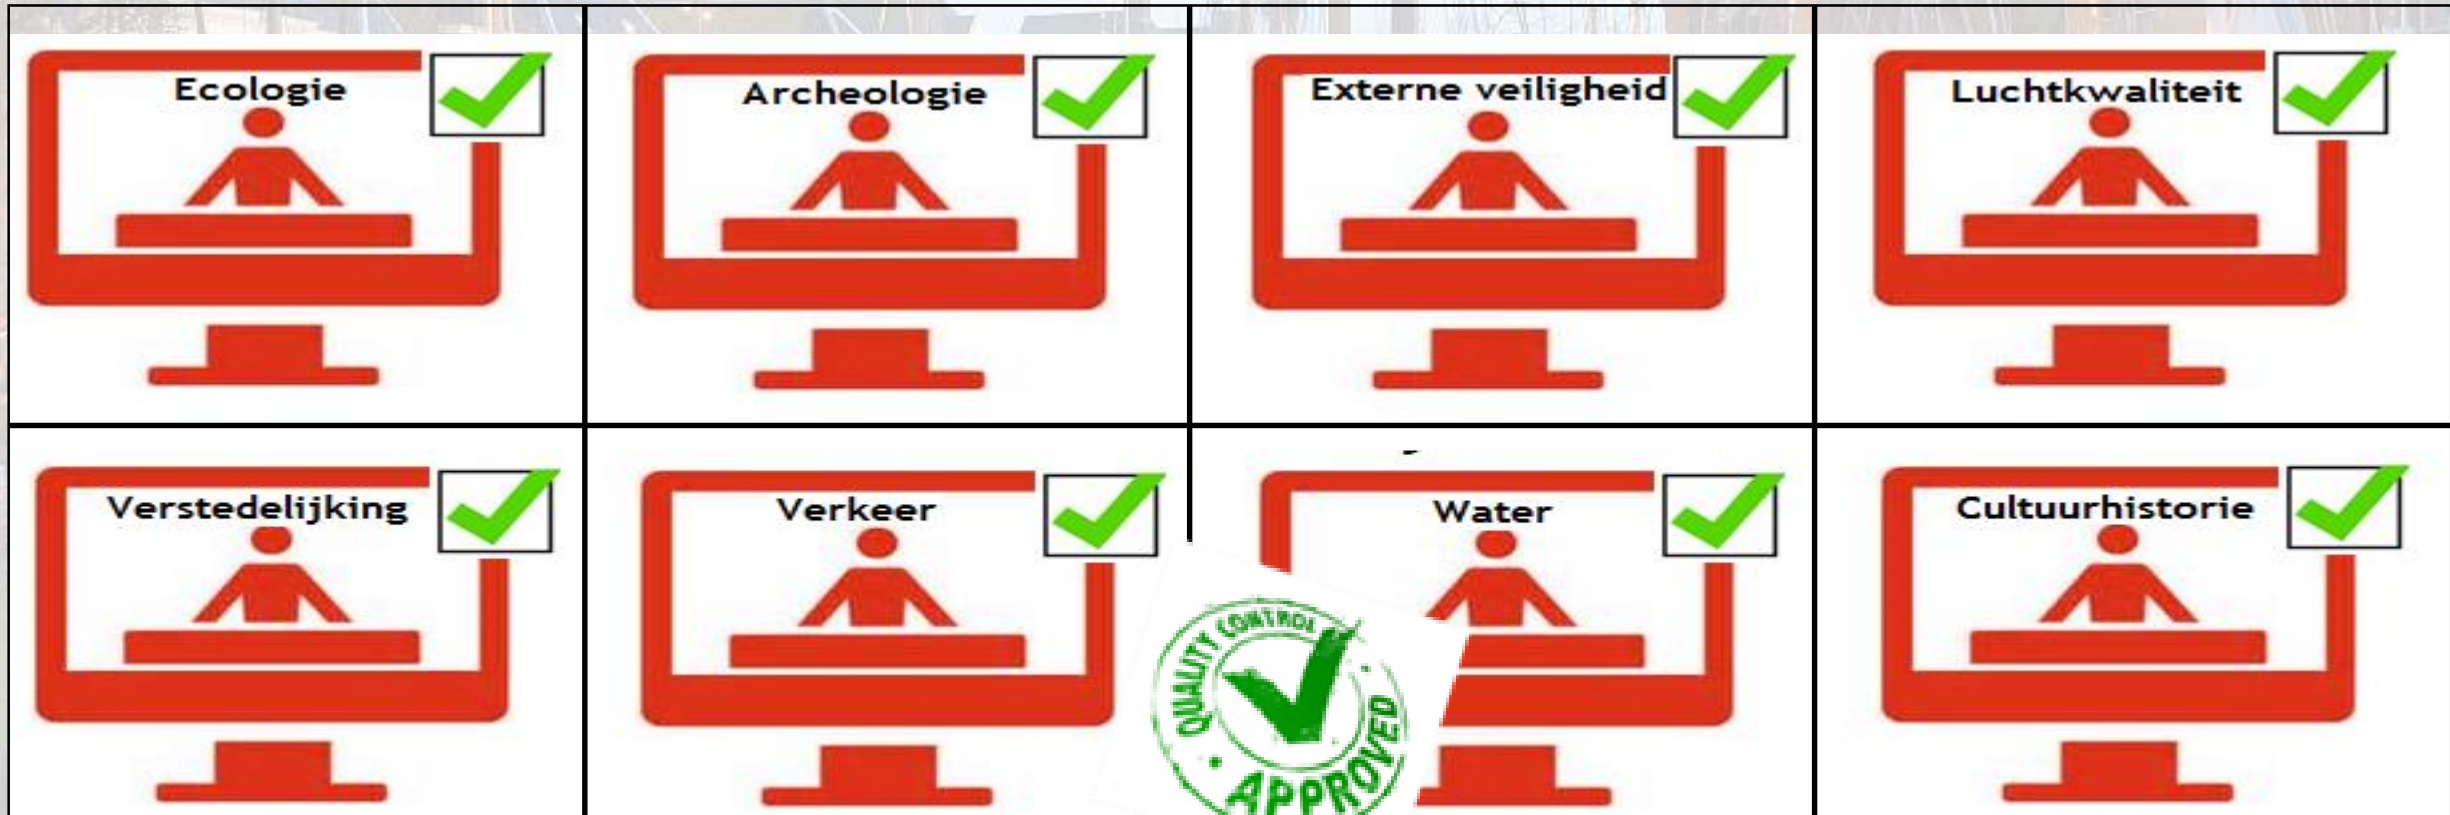 Ecologie
Archeologie
Externe veiligheid
Luchtkwaliteit
Verstedelijking
Verkeer
Water
Cultuurhistorie
QUALITY CONTROL
APPROVED